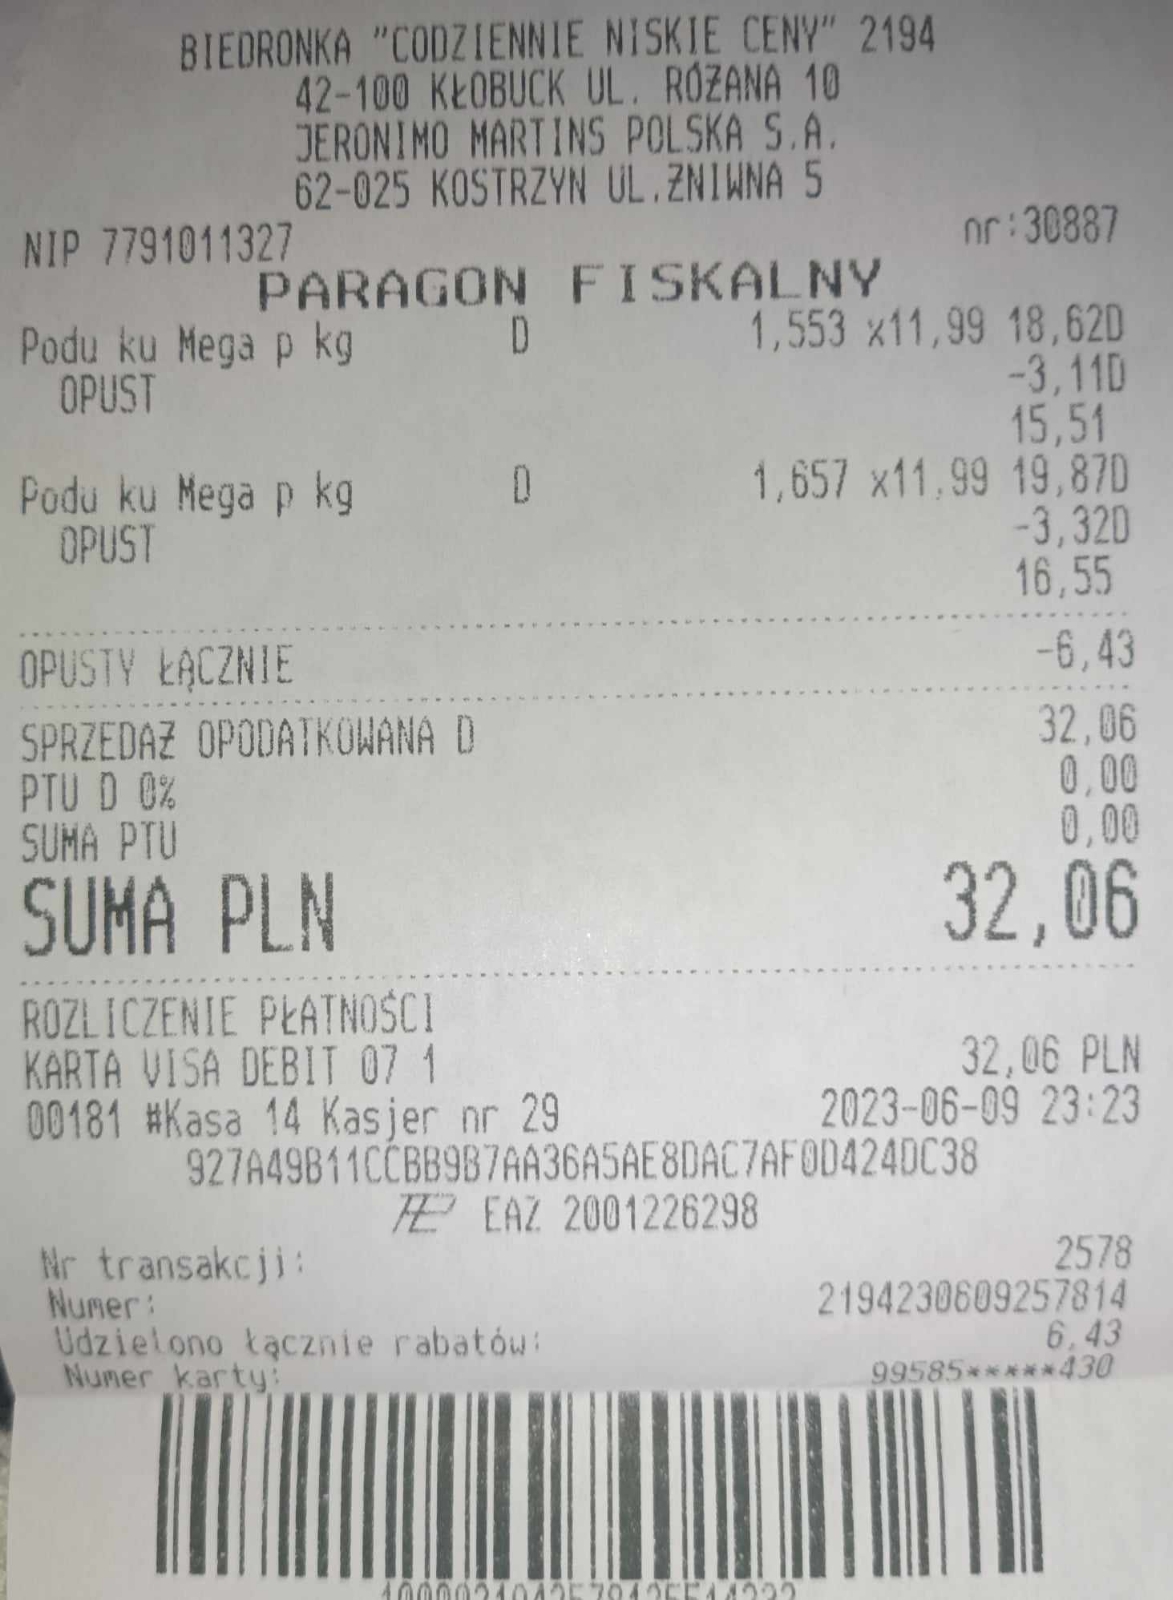 BIEDRONKA "CODZIENNIE NISKIE CENY" 2194
42-100 KŁOBUCK UL. RÓŻANA 10
JERONIMO MARTINS POLSKA S.A.
62-025 KOSTRZYN UL.ŻNIWNA 5
NIP 7791011327 nr:30887
PARAGON FISKALNY
Podu ku Mega p kg D 1,553 x11,99 18,62D
OPUST -3,11D
15,51
Podu ku Mega p kg D 1,657 x11,99 19,87D
OPUST -3,32D
16,55
OPUSTY ŁĄCZNIE -6,43
SPRZEDAŻ OPODATKOWANA D 32,06
PTU D 0% 0,00
SUMA PTU 0,00
SUMA PLN 32,06
ROZLICZENIE PŁATNOŚCI
KARTA VISA DEBIT 07 1 32,06 PLN
00181 #Kasa 14 Kasjer nr 29 2023-06-09 23:23
927A49B11CCBB9B7AA36A5AE8DAC7AF0D424DC38
EAZ 2001226298
Nr transakcji: 2578
Numer: 2194230609257814
Udzielono łącznie rabatów: 6,43
Numer karty: 99585*****430